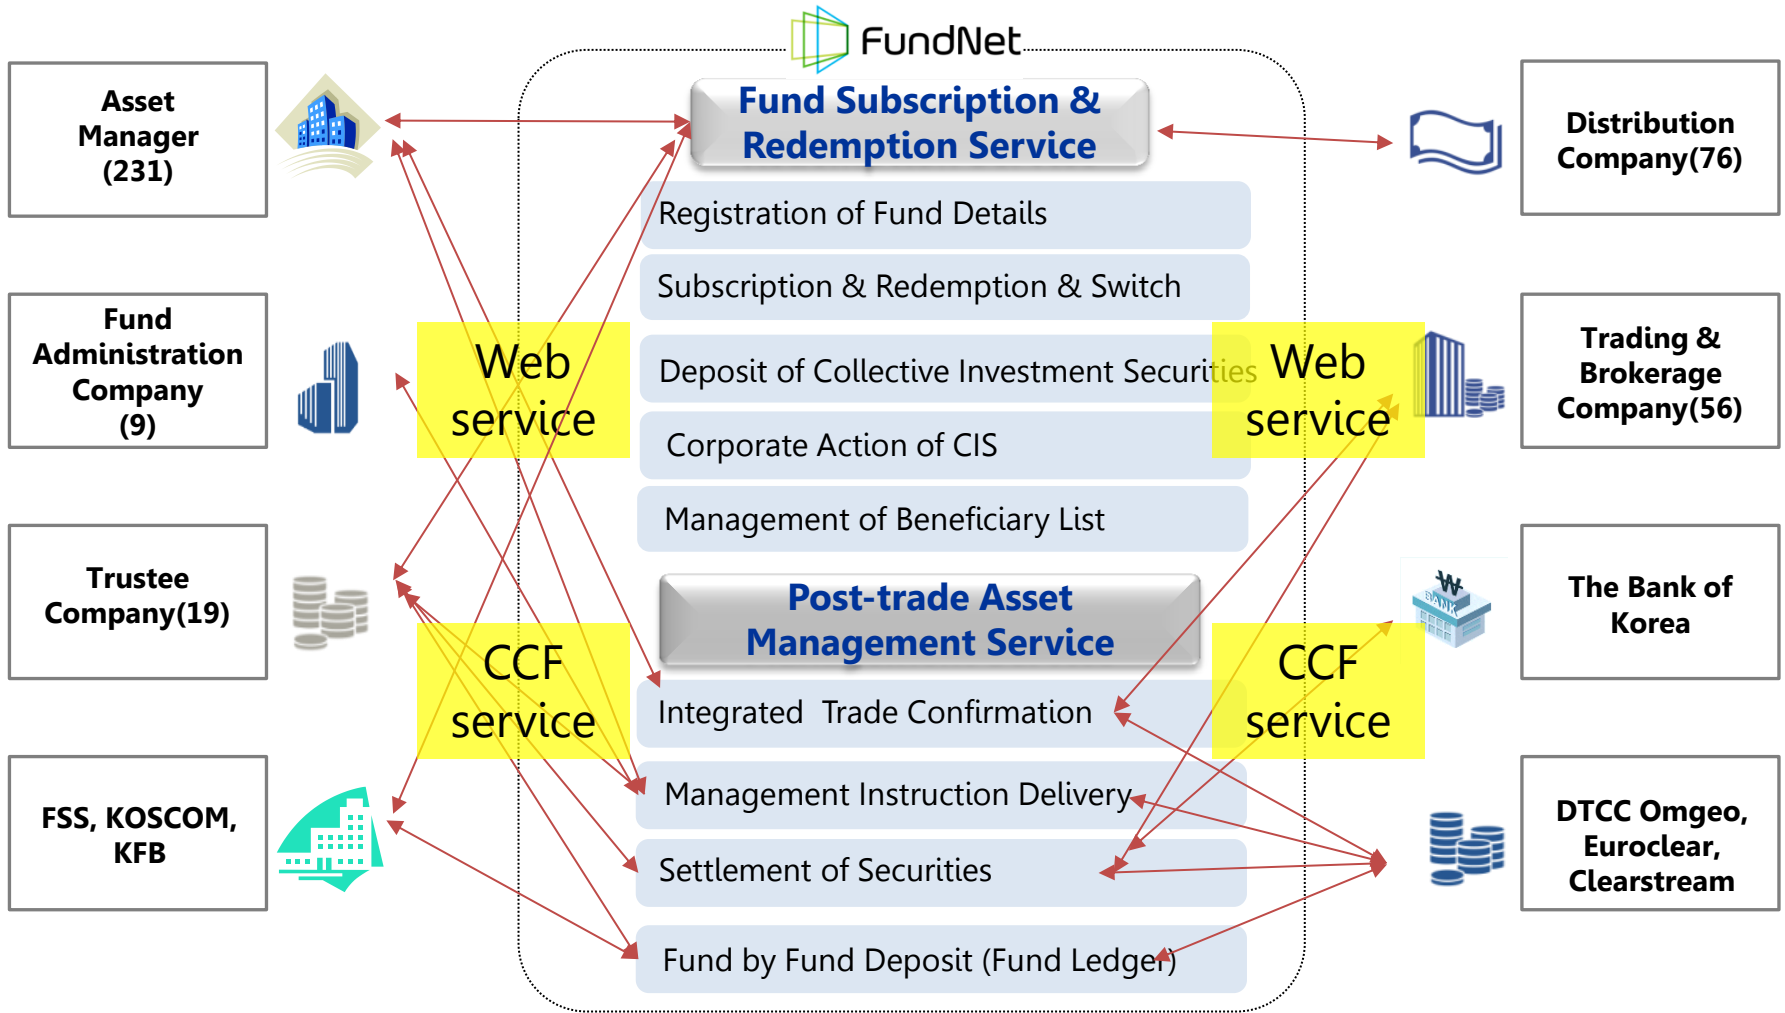 FundNet
Asset
Manager
(231)
Fund
Administration
Company
(9)
Trustee
Company(19)
FSS, KOSCOM,
KFB
Web
service
CCF
service
Fund Subscription &
Redemption Service
Registration of Fund Details
Subscription & Redemption & Switch
Deposit of Collective Investment Securities
Corporate Action of CIS
Management of Beneficiary List
Post-trade Asset
Management Service
Integrated Trade Confirmation
Management Instruction Delivery
Settlement of Securities
Fund by Fund Deposit (Fund Ledger)
Web
service
CCF
service
Distribution
Company(76)
Trading &
Brokerage
Company(56)
₩
BANK
The Bank of
Korea
DTCC Omgeo,
Euroclear,
Clearstream